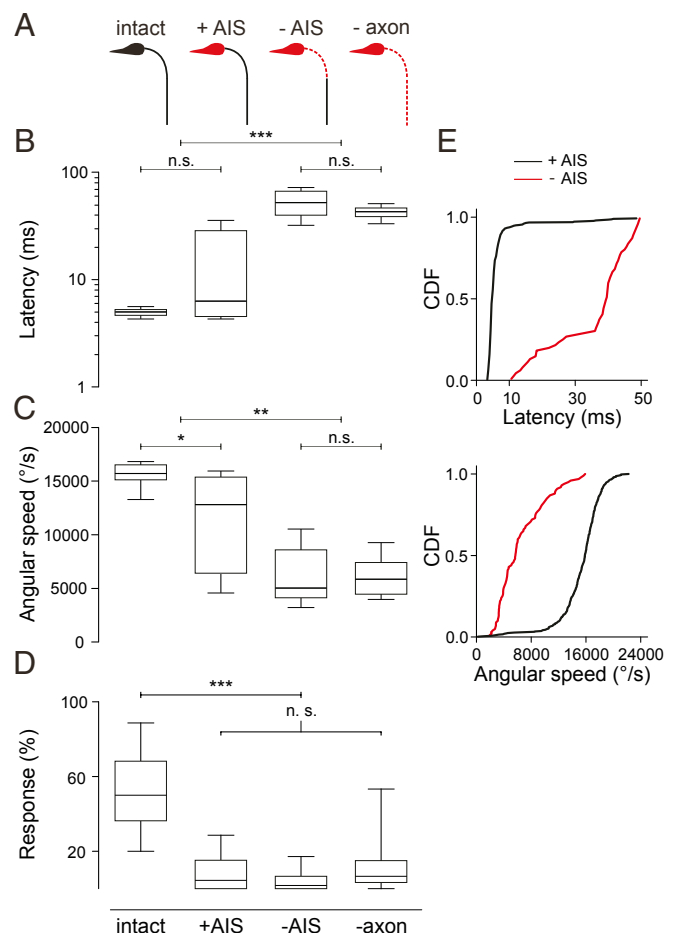 A
intact + AIS - AIS - axon
B
***
n.s. n.s.
100
10
1
Latency (ms)
C
**
* n.s.
20000
15000
10000
5000
0
Angular speed (°/s)
D
***
n. s.
100
60
20
Response (%)
intact +AIS -AIS -axon
E
+ AIS
- AIS
1.0
0.5
0.0
CDF
0 10 30 50
Latency (ms)
1.0
0.5
0.0
CDF
0 8000 16000 24000
Angular speed (°/s)